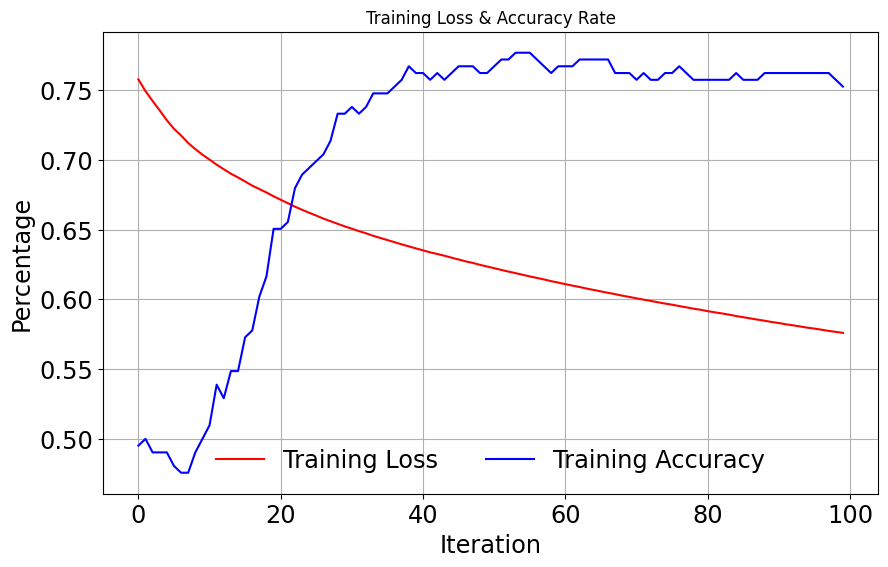 Training Loss & Accuracy Rate
Percentage
0.75
0.70
0.65
0.60
0.55
0.50
Training Loss
Training Accuracy
0 20 40 60 80 100
Iteration